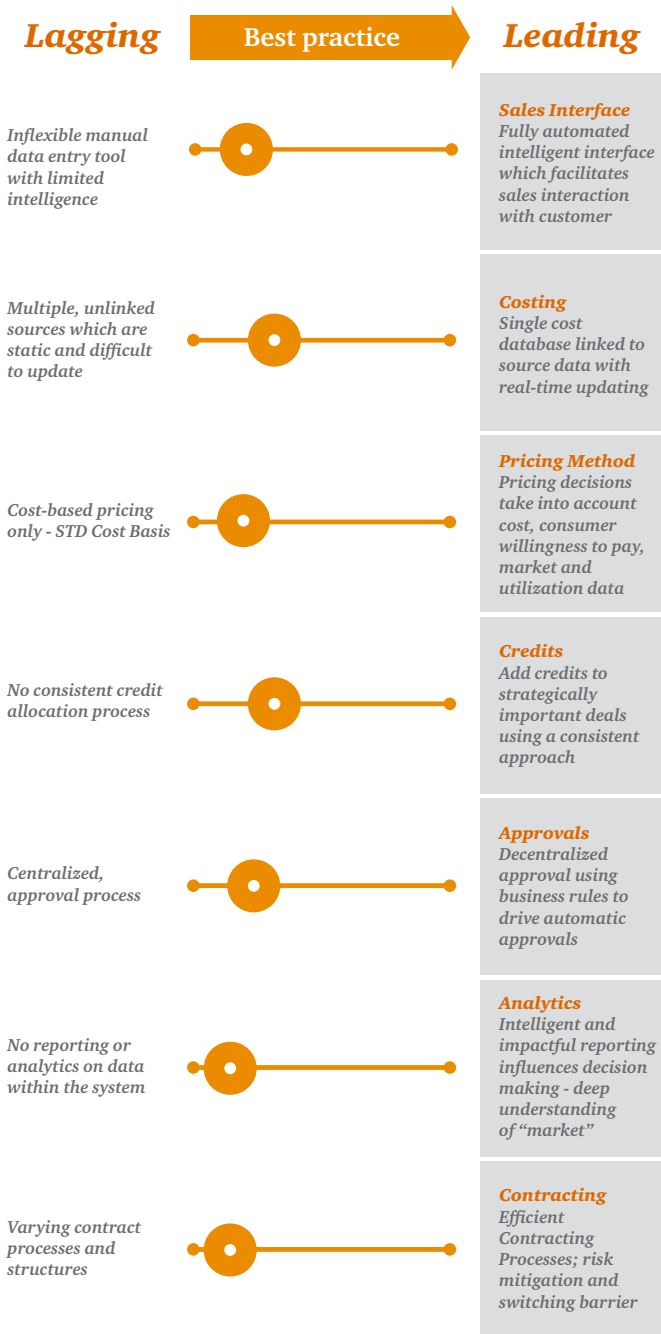 Lagging
Best practice
Leading
Inflexible manual
data entry tool
with limited
intelligence
Sales Interface
Fully automated
intelligent interface
which facilitates
sales interaction
with customer
Multiple, unlinked
sources which are
static and difficult
to update
Costing
Single cost
database linked to
source data with
real-time updating
Cost-based pricing
only - STD Cost Basis
Pricing Method
Pricing decisions
take into account
cost, consumer
willingness to pay,
market and
utilization data
No consistent credit
allocation process
Credits
Add credits to
strategically
important deals
using a consistent
approach
Centralized,
approval process
Approvals
Decentralized
approval using
business rules to
drive automatic
approvals
No reporting or
analytics on data
within the system
Analytics
Intelligent and
impactful reporting
influences decision
making - deep
understanding
of “market”
Varying contract
processes and
structures
Contracting
Efficient
Contracting
Processes; risk
mitigation and
switching barrier